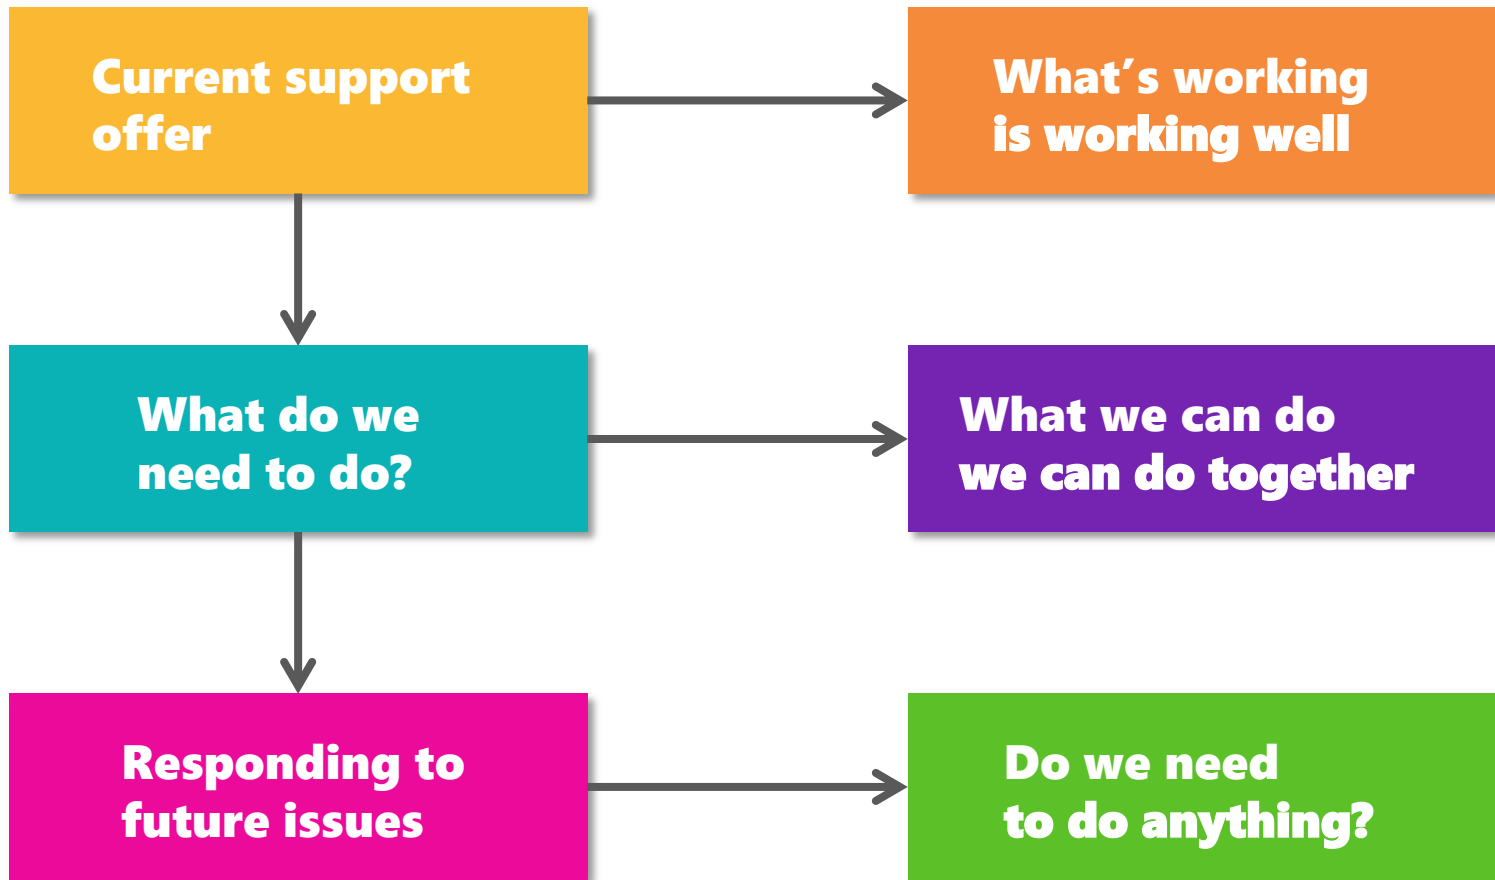 Current support
offer
What´s working
is working well
What do we
need to do?
What we can do
we can do together
Responding to
future issues
Do we need
to do anything?